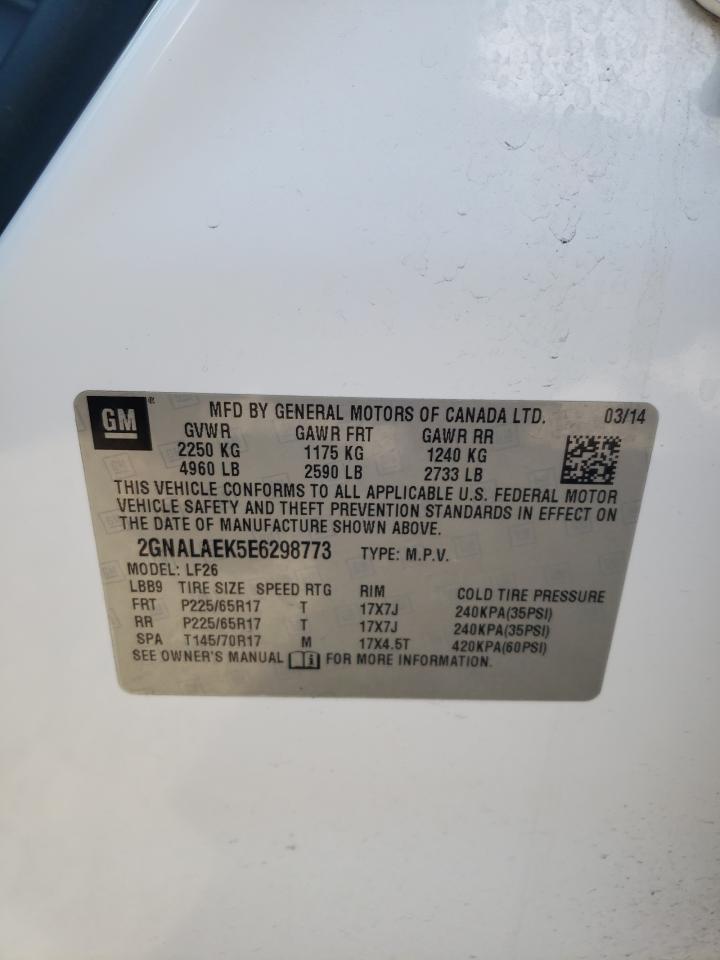 GM ® MFD BY GENERAL MOTORS OF CANADA LTD. 03/14
GVWR GAWR FRT GAWR RR
2250 KG 1175 KG 1240 KG
4960 LB 2590 LB 2733 LB
THIS VEHICLE CONFORMS TO ALL APPLICABLE U.S. FEDERAL MOTOR
VEHICLE SAFETY AND THEFT PREVENTION STANDARDS IN EFFECT ON
THE DATE OF MANUFACTURE SHOWN ABOVE.
2GNALAEK5E6298773 TYPE: M.P.V.
MODEL: LF26
LBB9 TIRE SIZE SPEED RTG RIM COLD TIRE PRESSURE
FRT P225/65R17 T 17X7J 240KPA(35PSI)
RR P225/65R17 T 17X7J 240KPA(35PSI)
SPA T145/70R17 M 17X4.5T 420KPA(60PSI)
SEE OWNER'S MANUAL i FOR MORE INFORMATION.